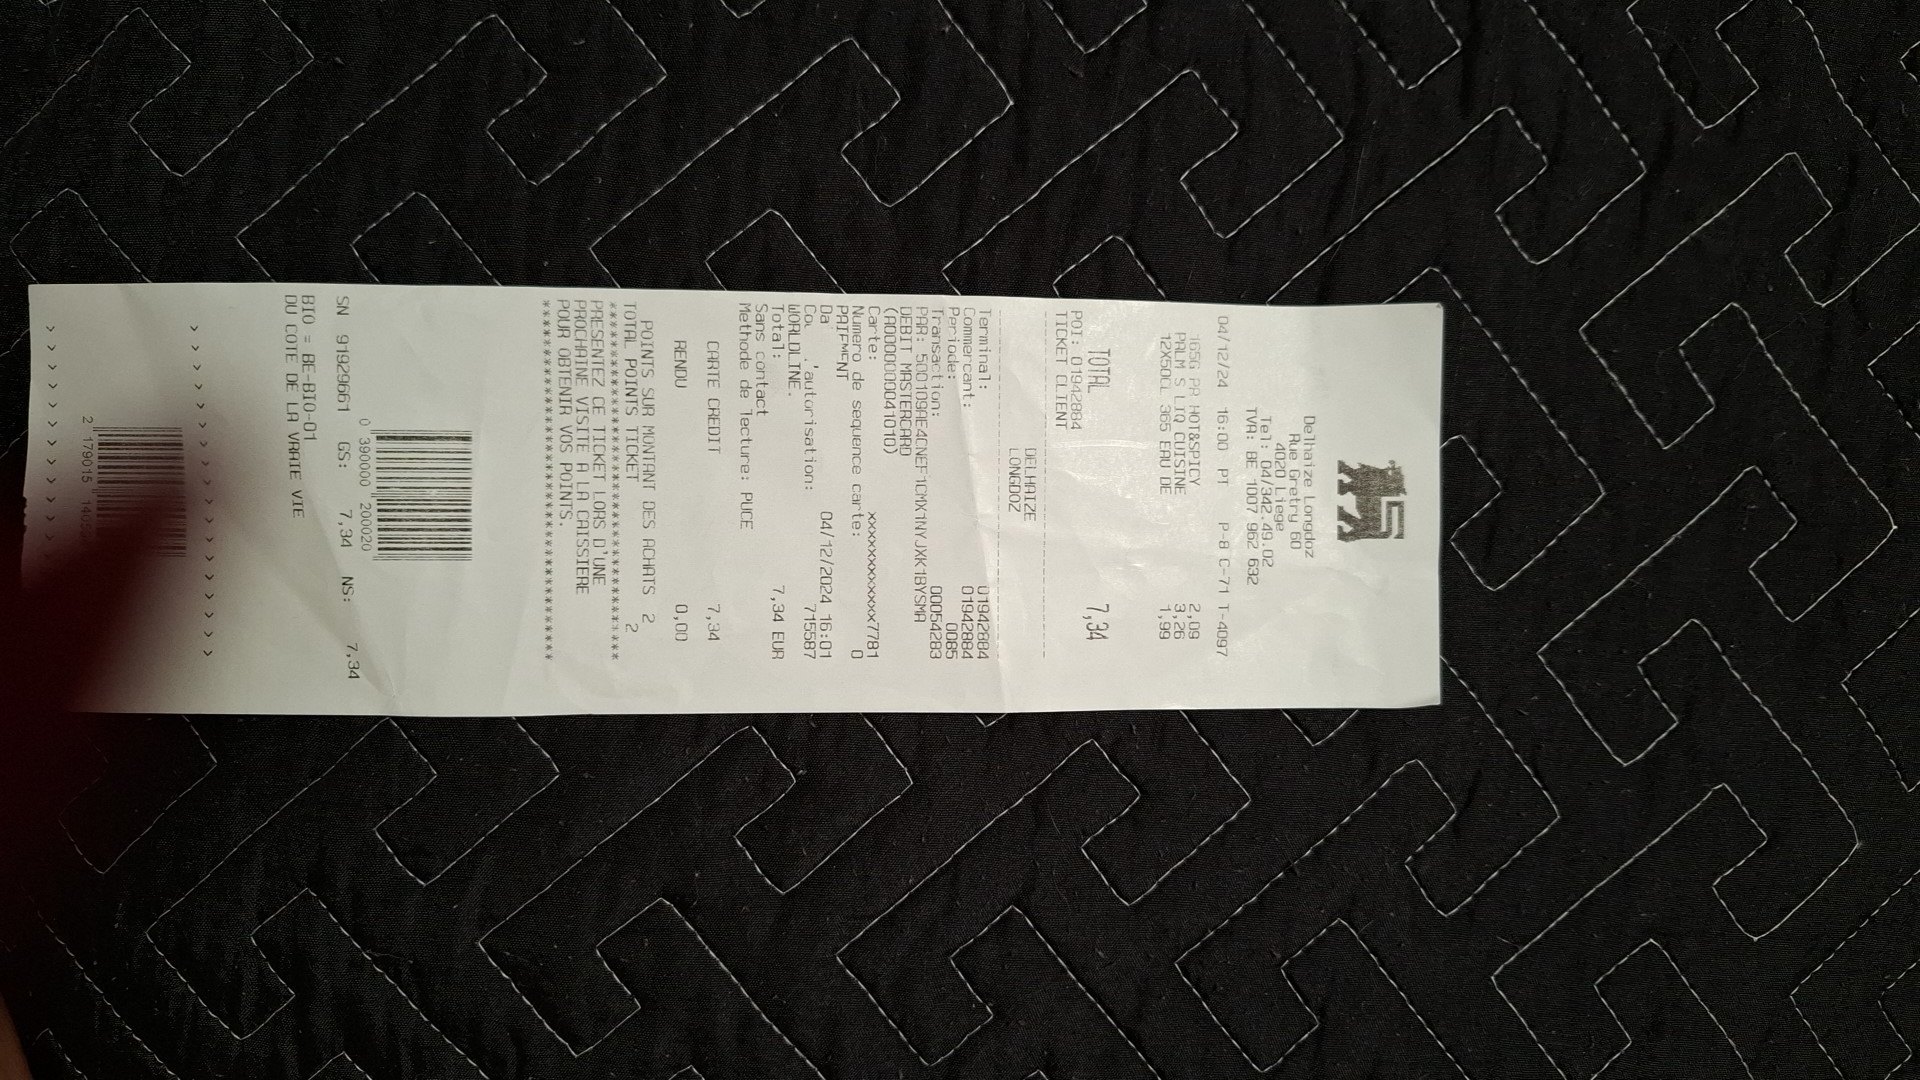 Delhaize Longdoz
Rue Gretry 60
4020 Liege
Tel: 04/342.49.02
TVA: BE 1007 962 632
04/12/24 16:00 PT P-8 C-71 T-4097
165G PR HOT&SPICY 2,09
PALM S LIQ CUISINE 3,26
12X50CL 365 EAU DE 1,99
TOTAL 7,34
POI: 01942884
TICKET CLIENT
DELHAIZE
LONGDOZ
Terminal: 01942884
Commercant: 01942884
Periode: 0085
Transaction: 00054283
DEBIT MASTERCARD
(A0000000041010)
Carte: xxxxxxxxxxxx7781
Numero de sequence carte: 0
PAIEMENT
04/12/2024 16:01
'autorisation: 715587
WORLDLINE.
Total: 7,34 EUR
Sans contact
Methode de lecture: PUCE
CARTE CREDIT 7,34
RENDU 0,00
POINTS SUR MONTANT DES ACHATS 2
TOTAL POINTS TICKET 2
PRESENTEZ CE TICKET LORS D'UNE
PROCHAINE VISITE A LA CAISSIERE
POUR OBTENIR VOS POINTS.
0 390000 200020
SN 91929661 GS: 7,34 NS: 7,34
BIO = BE-BIO-01
DU COTE DE LA VRAIE VIE
2 179015